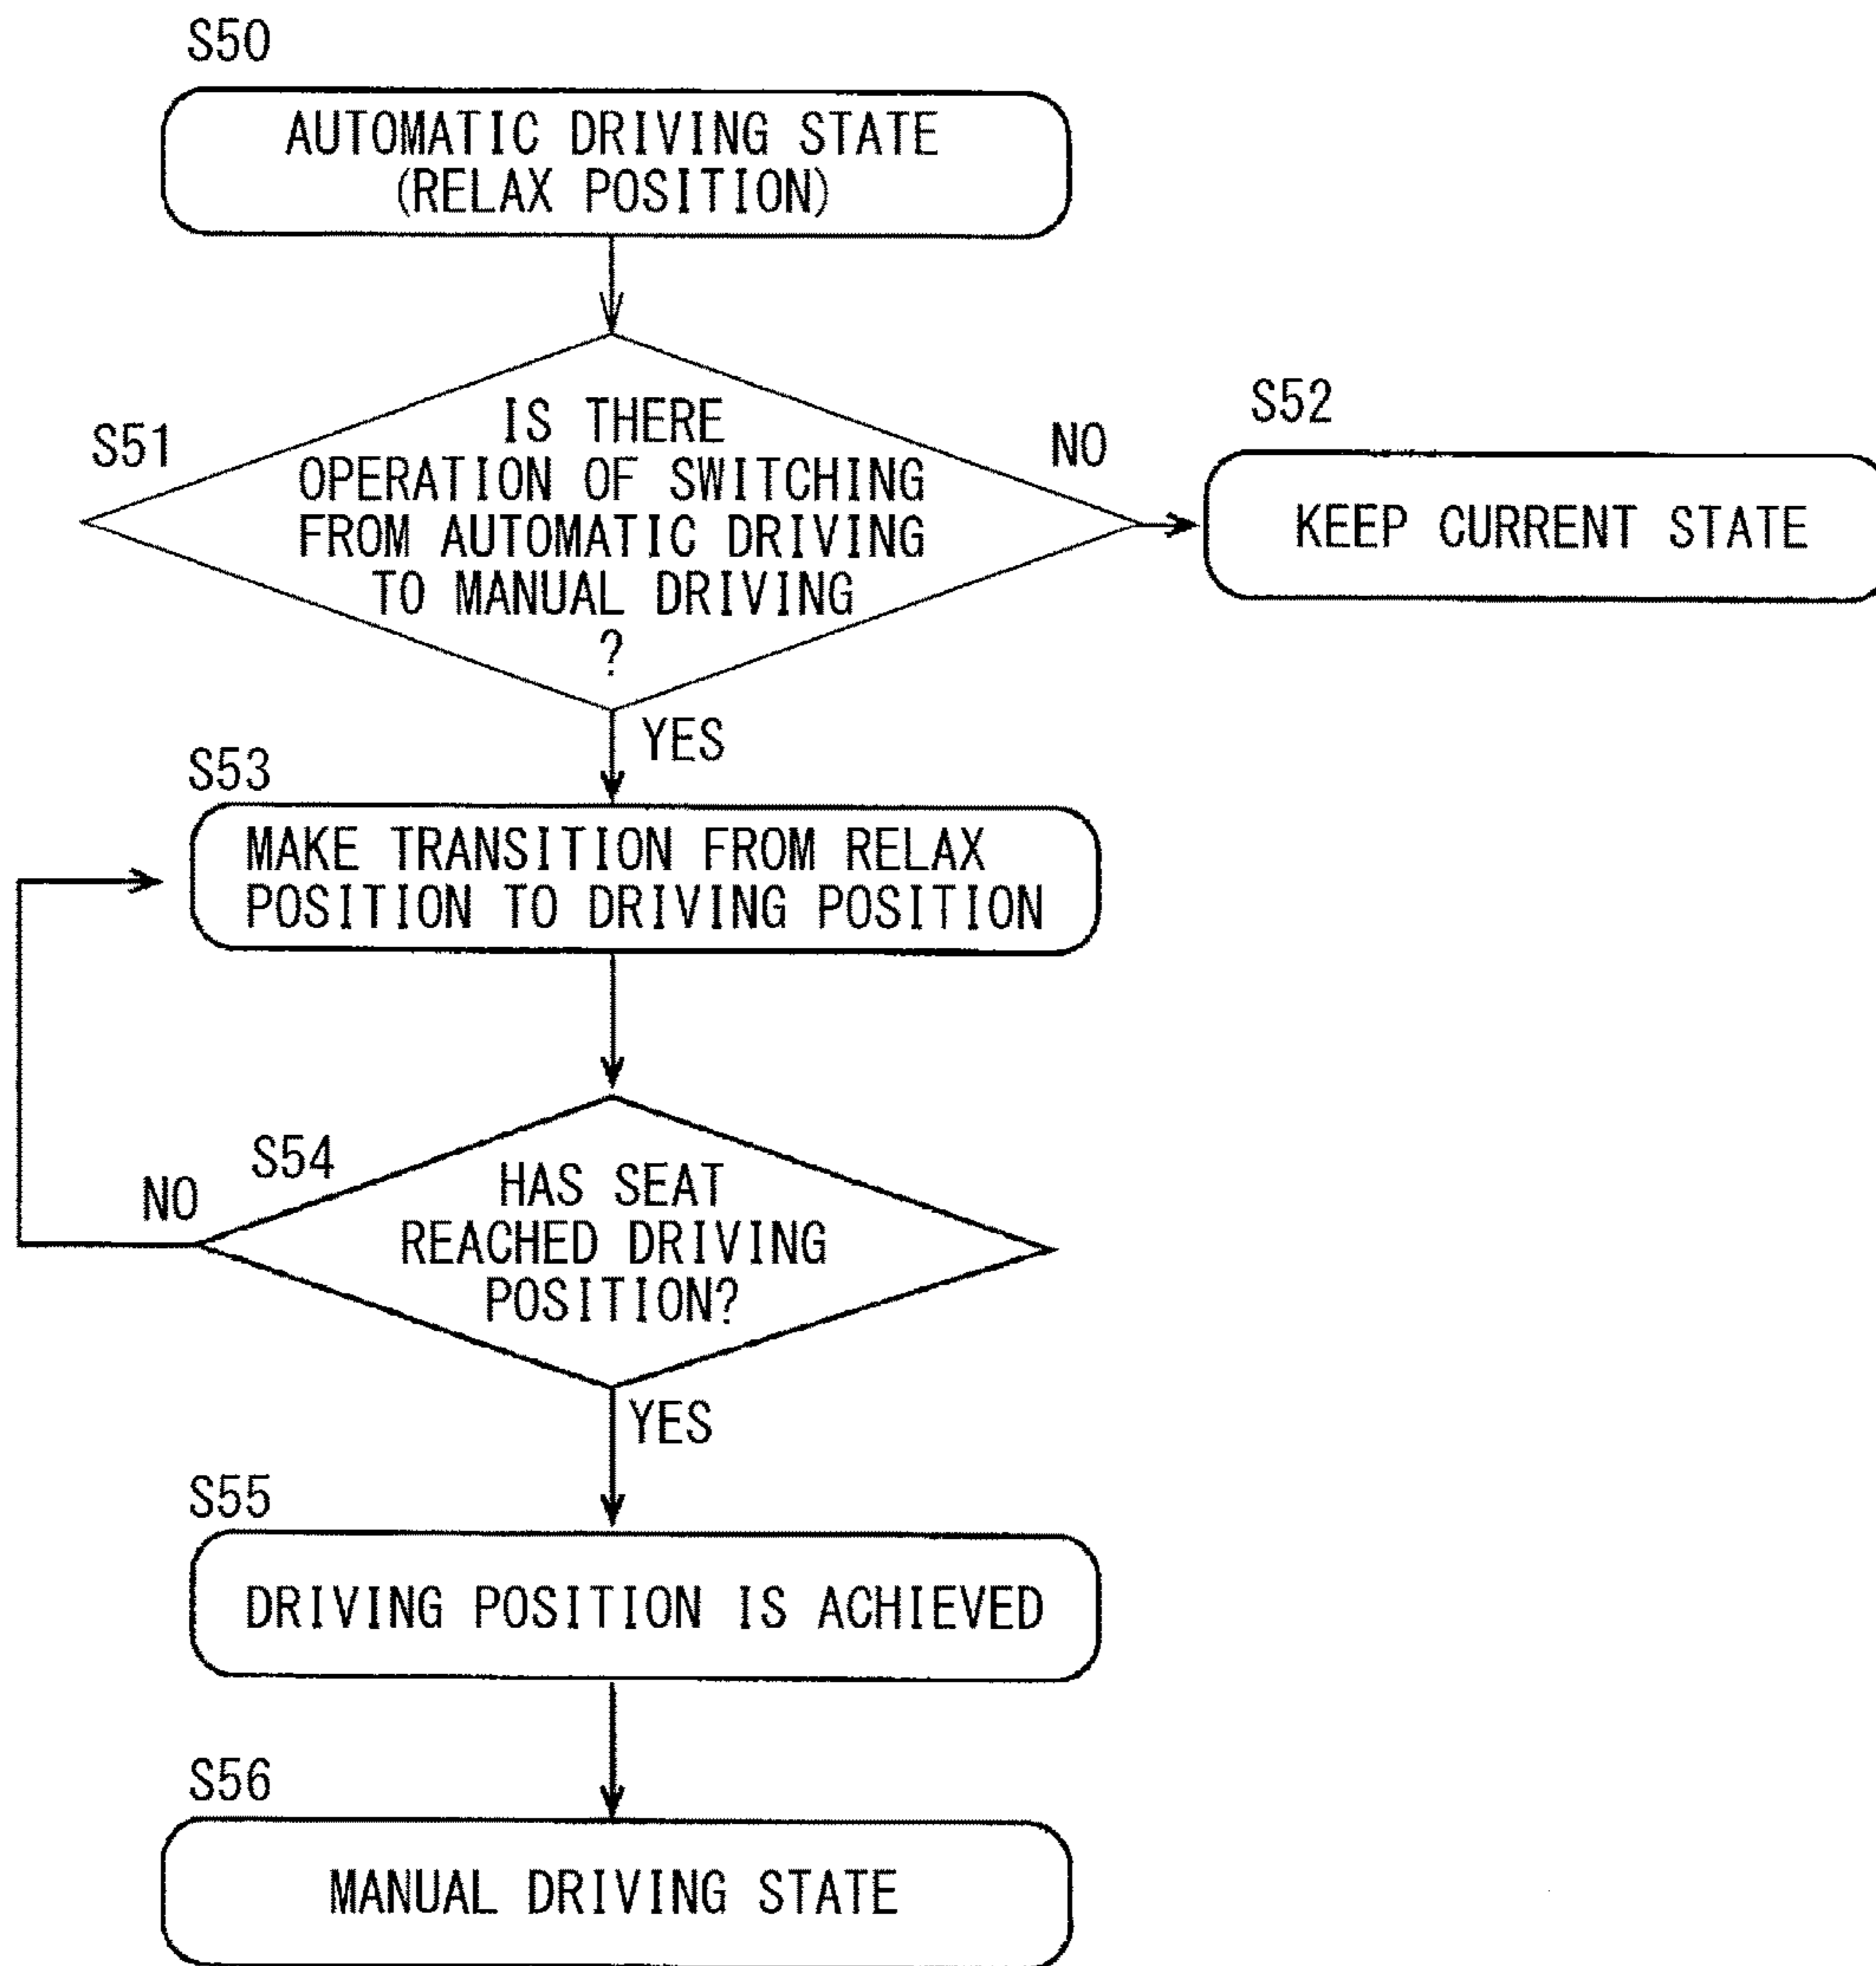 S50
AUTOMATIC DRIVING STATE
(RELAX POSITION)
S51
IS THERE
OPERATION OF SWITCHING
FROM AUTOMATIC DRIVING
TO MANUAL DRIVING
?
NO
S52
KEEP CURRENT STATE
YES
S53
MAKE TRANSITION FROM RELAX
POSITION TO DRIVING POSITION
S54
NO
HAS SEAT
REACHED DRIVING
POSITION?
YES
S55
DRIVING POSITION IS ACHIEVED
S56
MANUAL DRIVING STATE